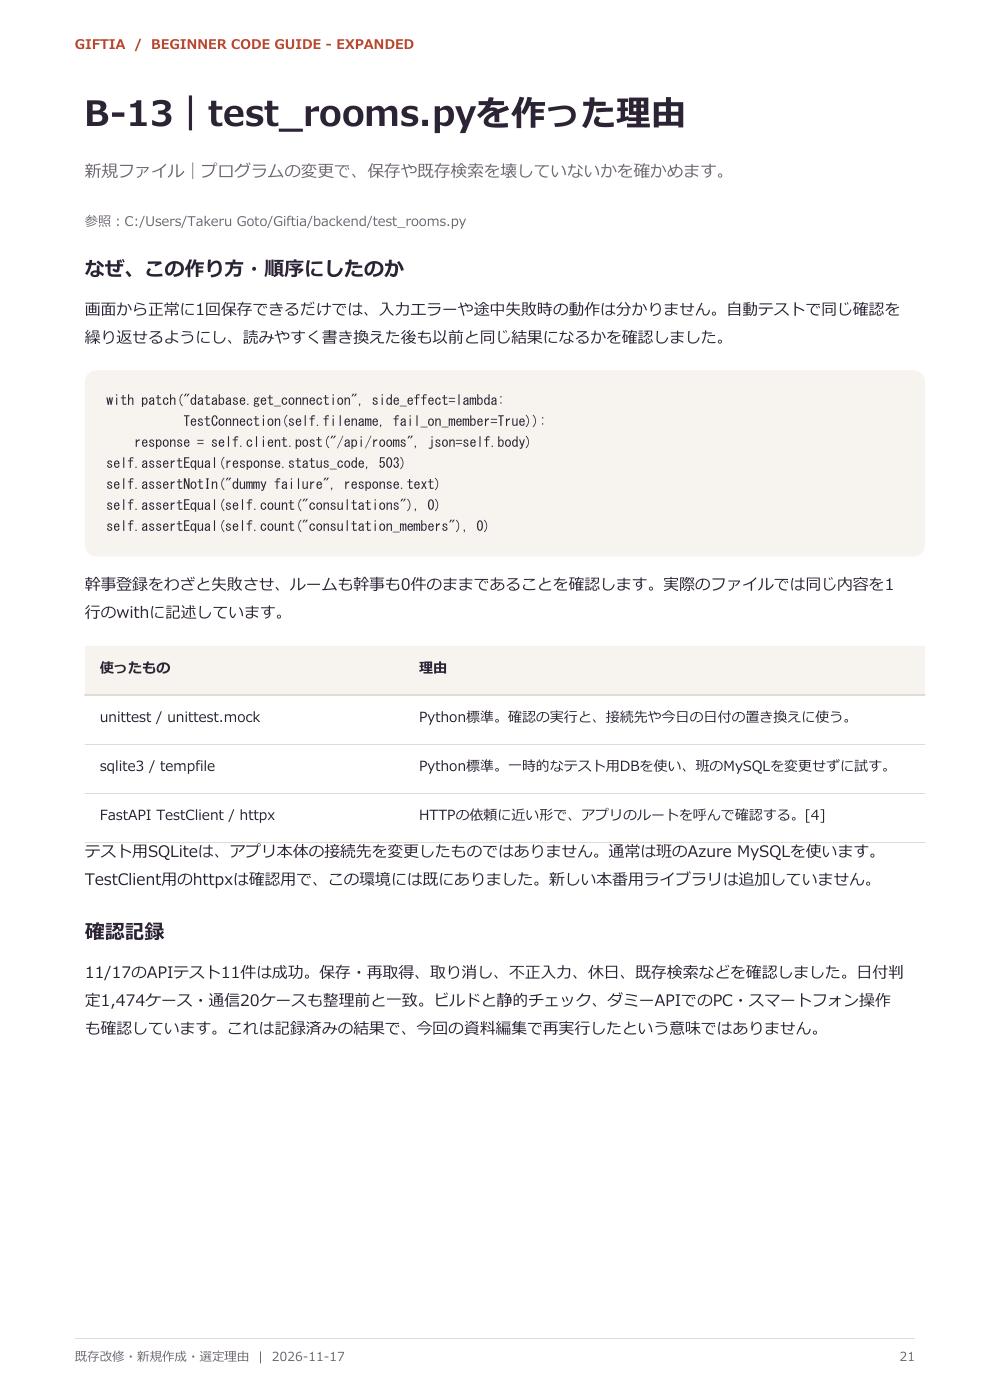 GIFTIA / BEGINNER CODE GUIDE - EXPANDED
B-13｜test_rooms.pyを作った理由
新規ファイル｜プログラムの変更で、保存や既存検索を壊していないかを確かめます。
参照：C:/Users/Takeru Goto/Giftia/backend/test_rooms.py
なぜ、この作り方・順序にしたのか
画面から正常に1回保存できるだけでは、入力エラーや途中失敗時の動作は分かりません。自動テストで同じ確認を
繰り返せるようにし、読みやすく書き換えた後も以前と同じ結果になるかを確認しました。
with patch("database.get_connection", side_effect=lambda:
           TestConnection(self.filename, fail_on_member=True)):
    response = self.client.post("/api/rooms", json=self.body)
self.assertEqual(response.status_code, 503)
self.assertNotIn("dummy failure", response.text)
self.assertEqual(self.count("consultations"), 0)
self.assertEqual(self.count("consultation_members"), 0)
幹事登録をわざと失敗させ、ルームも幹事も0件のままであることを確認します。実際のファイルでは同じ内容を1
行のwithに記述しています。
使ったもの 理由
unittest / unittest.mock Python標準。確認の実行と、接続先や今日の日付の置き換えに使う。
sqlite3 / tempfile Python標準。一時的なテスト用DBを使い、班のMySQLを変更せずに試す。
FastAPI TestClient / httpx HTTPの依頼に近い形で、アプリのルートを呼んで確認する。[4]
テスト用SQLiteは、アプリ本体の接続先を変更したものではありません。通常は班のAzure MySQLを使います。
TestClient用のhttpxは確認用で、この環境には既にありました。新しい本番用ライブラリは追加していません。
確認記録
11/17のAPIテスト11件は成功。保存・再取得、取り消し、不正入力、休日、既存検索などを確認しました。日付判
定1,474ケース・通信20ケースも整理前と一致。ビルドと静的チェック、ダミーAPIでのPC・スマートフォン操作
も確認しています。これは記録済みの結果で、今回の資料編集で再実行したという意味ではありません。
既存改修・新規作成・選定理由 | 2026-11-17 21